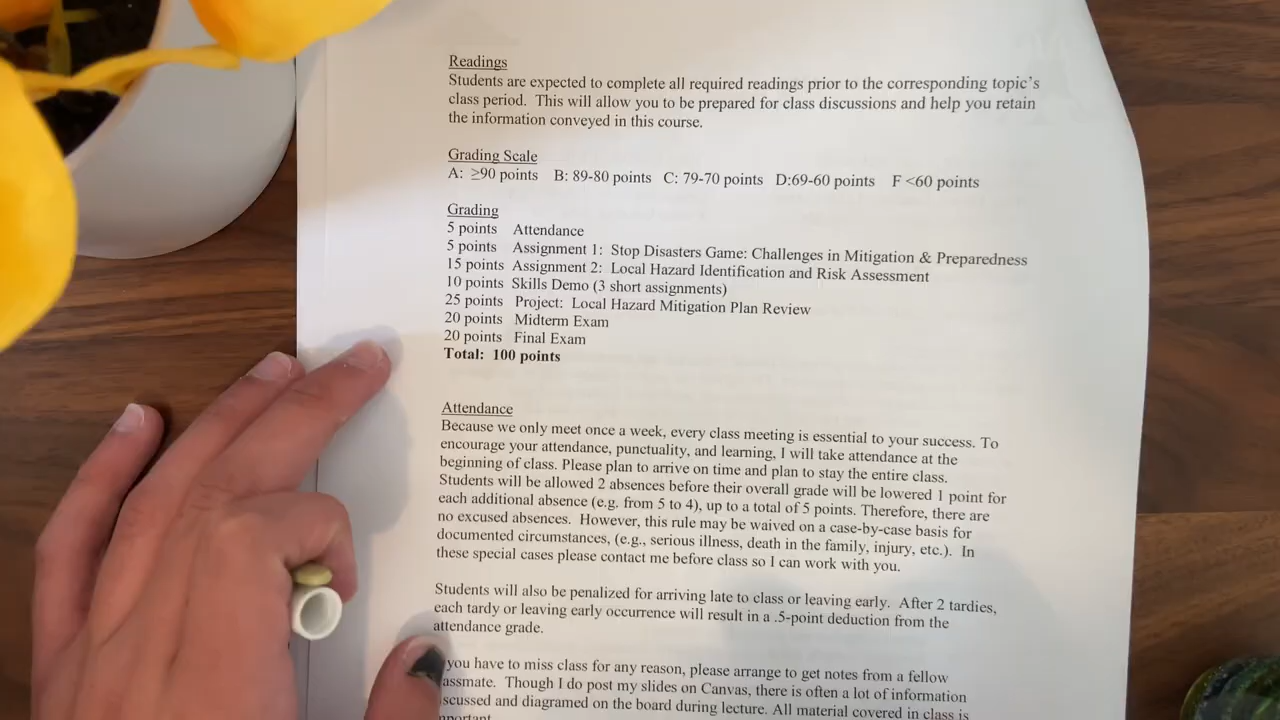 Readings
Students are expected to complete all required readings prior to the corresponding topic's
class period. This will allow you to be prepared for class discussions and help you retain
the information conveyed in this course.
Grading Scale
A: ≥90 points B: 89-80 points C: 79-70 points D:69-60 points F <60 points
Grading
5 points Attendance
5 points Assignment 1: Stop Disasters Game: Challenges in Mitigation & Preparedness
15 points Assignment 2: Local Hazard Identification and Risk Assessment
10 points Skills Demo (3 short assignments)
25 points Project: Local Hazard Mitigation Plan Review
20 points Midterm Exam
20 points Final Exam
Total: 100 points
Attendance
Because we only meet once a week, every class meeting is essential to your success. To
encourage your attendance, punctuality, and learning, I will take attendance at the
beginning of class. Please plan to arrive on time and plan to stay the entire class.
Students will be allowed 2 absences before their overall grade will be lowered 1 point for
each additional absence (e.g. from 5 to 4), up to a total of 5 points. Therefore, there are
no excused absences. However, this rule may be waived on a case-by-case basis for
documented circumstances, (e.g., serious illness, death in the family, injury, etc.). In
these special cases please contact me before class so I can work with you.
Students will also be penalized for arriving late to class or leaving early. After 2 tardies,
each tardy or leaving early occurrence will result in a .5-point deduction from the
attendance grade.
you have to miss class for any reason, please arrange to get notes from a fellow
assmate. Though I do post my slides on Canvas, there is often a lot of information
scussed and diagramed on the board during lecture. All material covered in class is